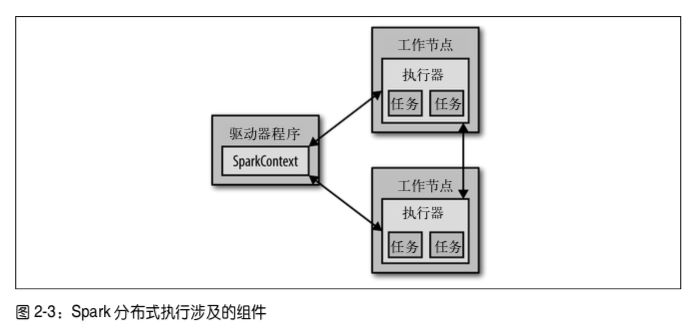 工作节点
执行器
任务 任务
驱动器程序
SparkContext
工作节点
执行器
任务 任务
图 2-3：Spark 分布式执行涉及的组件